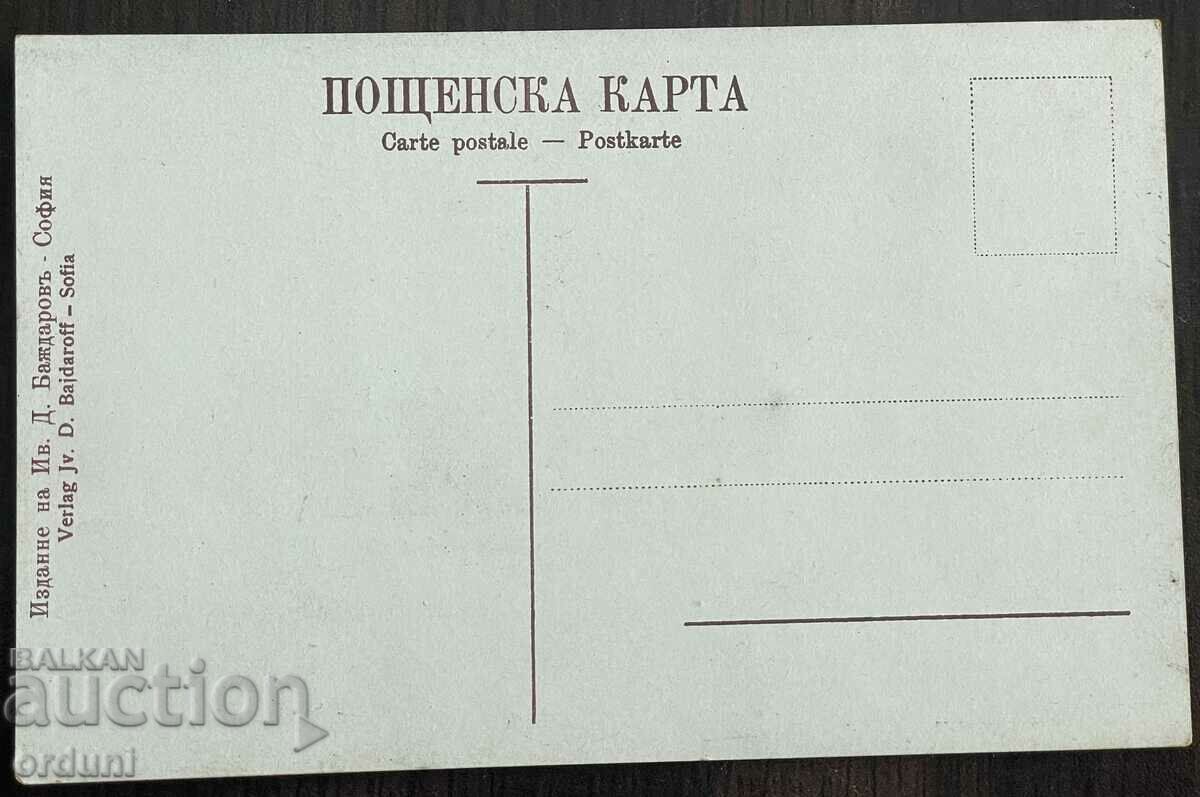 ПОЩЕНСКА КАРТА
Carte postale — Postkarte
Издание на Ив. Д. Баждаровъ - София
Verlag Jv. D. Bajdaroff – Sofia
BALKAN
auction
orduni